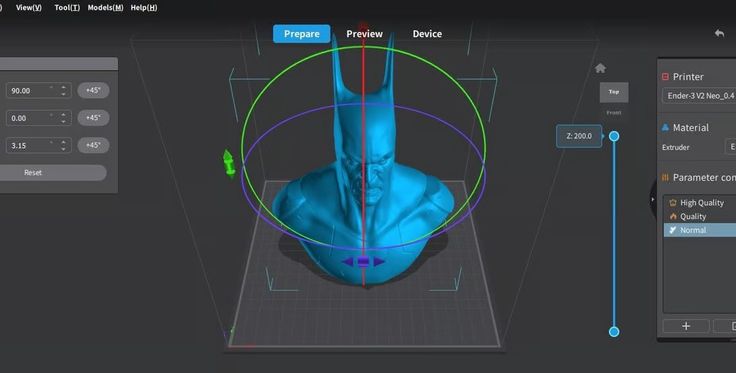 View(V) Tool(T) Models(M) Help(H)
Prepare Preview Device
90.00 ° +45°
0.00 ° +45°
3.15 ° +45°
Reset
Top
Front
Z: 200.0
Printer
Ender-3 V2 Neo_0.4
Material
Extruder
Parameter con
High Quality
Quality
Normal